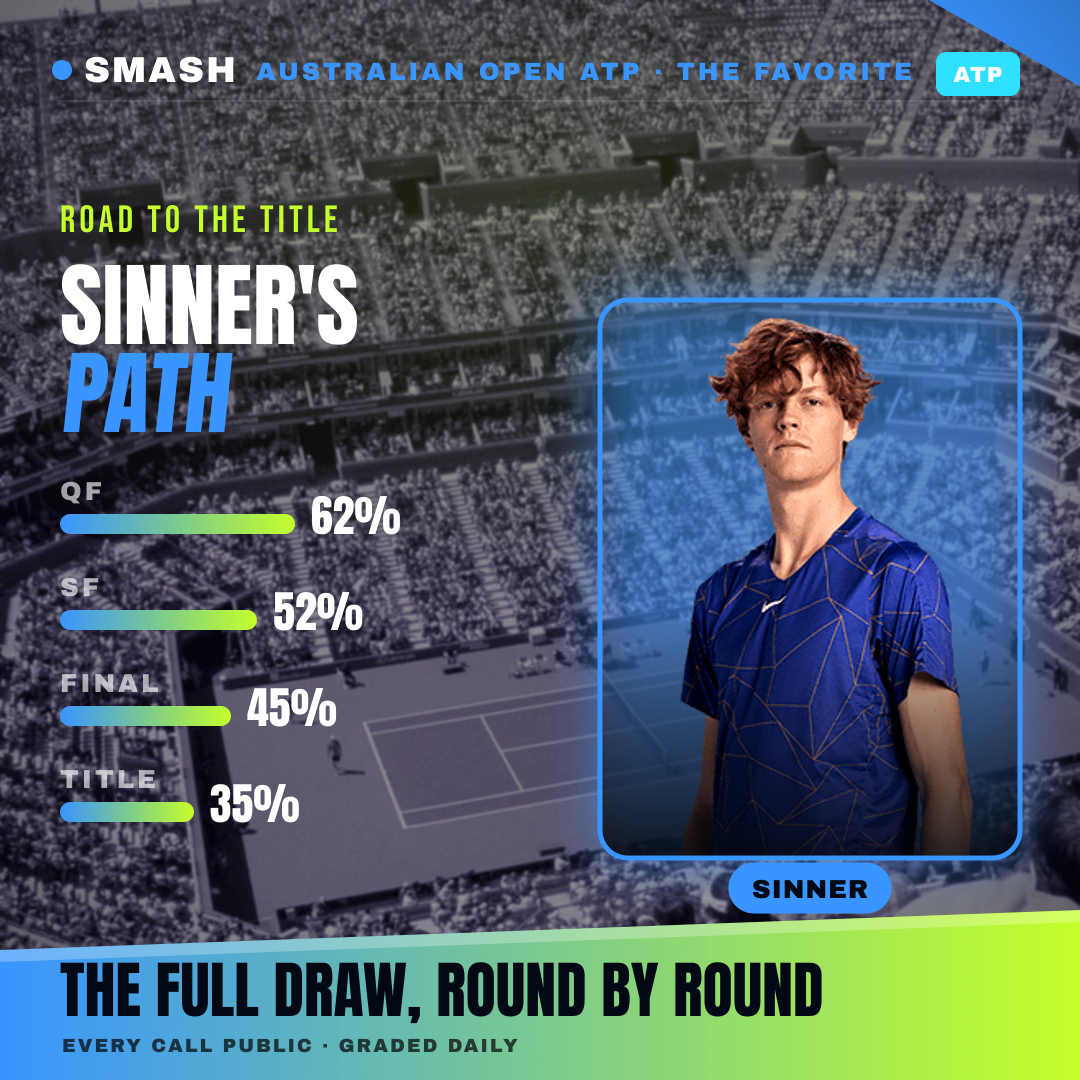 SMASH AUSTRALIAN OPEN ATP · THE FAVORITE ATP
ROAD TO THE TITLE
SINNER'S
PATH
QF
62%
SF
52%
FINAL
45%
TITLE
35%
SINNER
THE FULL DRAW, ROUND BY ROUND
EVERY CALL PUBLIC · GRADED DAILY